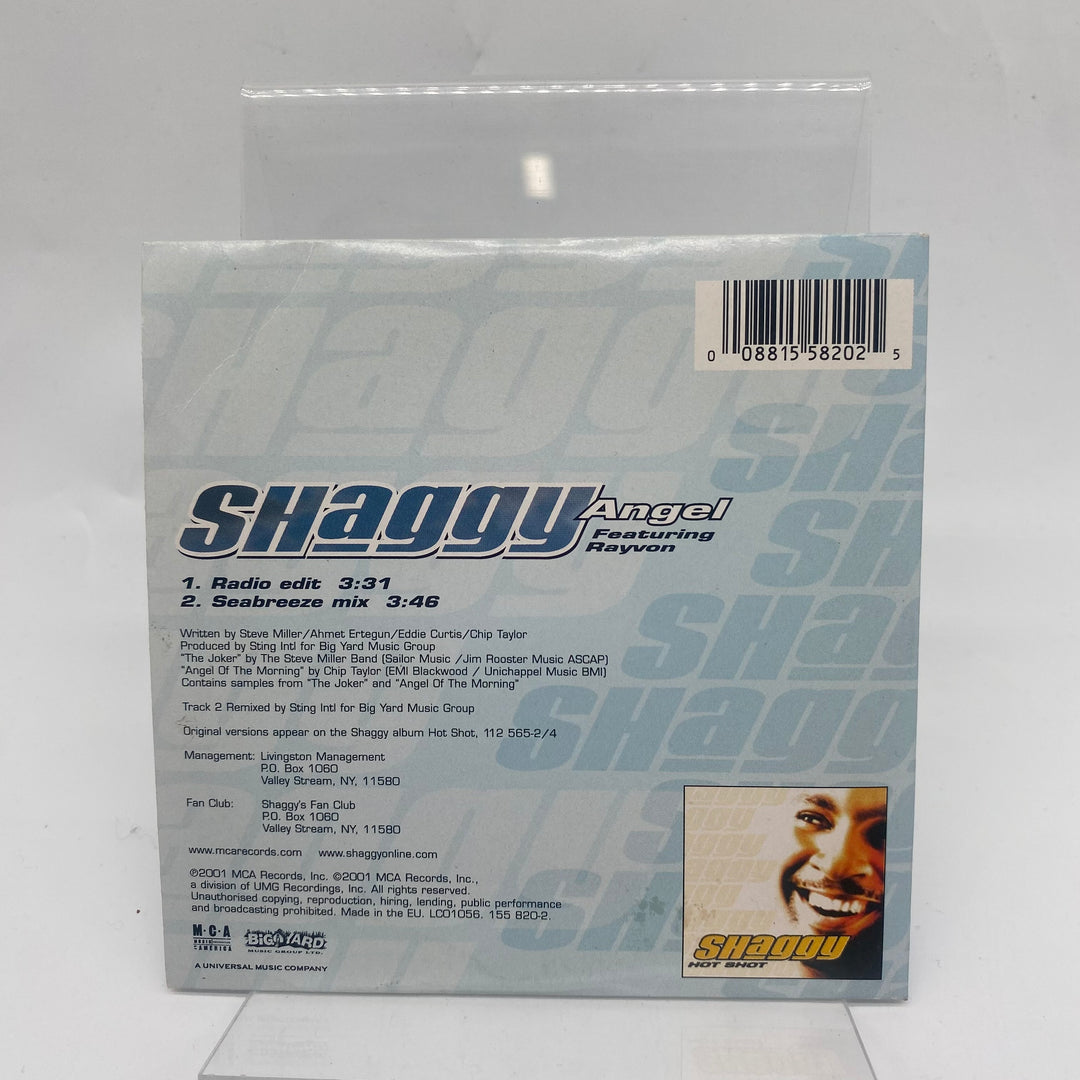 0 08815 58202 5
SHaggy Angel
Featuring
Rayvon
1. Radio edit 3:31
2. Seabreeze mix 3:46
Written by Steve Miller/Ahmet Ertegun/Eddie Curtis/Chip Taylor
Produced by Sting Intl for Big Yard Music Group
"The Joker" by The Steve Miller Band (Sailor Music /Jim Rooster Music ASCAP)
"Angel Of The Morning" by Chip Taylor (EMI Blackwood / Unichappel Music BMI)
Contains samples from "The Joker" and "Angel Of The Morning"
Track 2 Remixed by Sting Intl for Big Yard Music Group
Original versions appear on the Shaggy album Hot Shot, 112 565-2/4
Management: Livingston Management
P.O. Box 1060
Valley Stream, NY, 11580
Fan Club: Shaggy's Fan Club
P.O. Box 1060
Valley Stream, NY, 11580
www.mcarecords.com www.shaggyonline.com
℗2001 MCA Records, Inc. ©2001 MCA Records, Inc.,
a division of UMG Recordings, Inc. All rights reserved.
Unauthorised copying, reproduction, hiring, lending, public performance
and broadcasting prohibited. Made in the EU. LC01056. 155 820-2.
M·C·A
MUSIC
AMERICA
BIG YARD
MUSIC GROUP LTD.
A UNIVERSAL MUSIC COMPANY
SHaggy
HOT SHOT